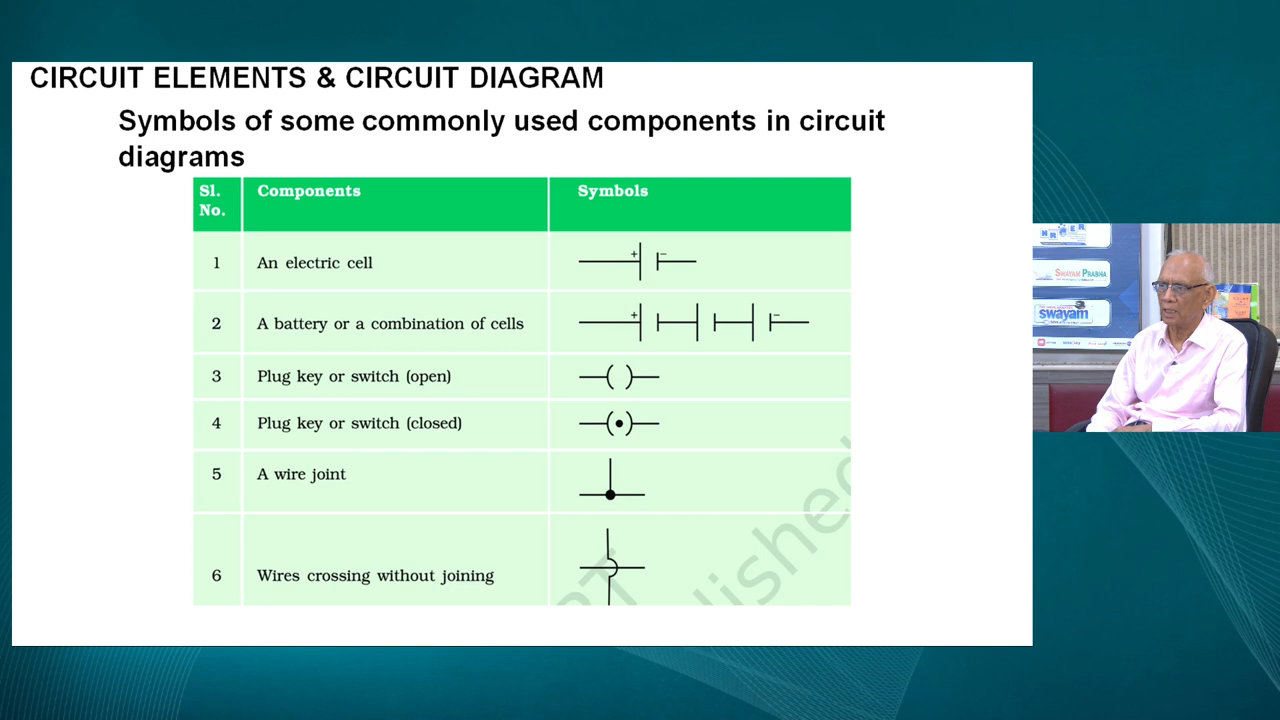 CIRCUIT ELEMENTS & CIRCUIT DIAGRAM
Symbols of some commonly used components in circuit
diagrams
Sl. No. Components Symbols
1 An electric cell + −
2 A battery or a combination of cells + −
3 Plug key or switch (open)
4 Plug key or switch (closed)
5 A wire joint
6 Wires crossing without joining
SWAYAM PRABHA
swayam